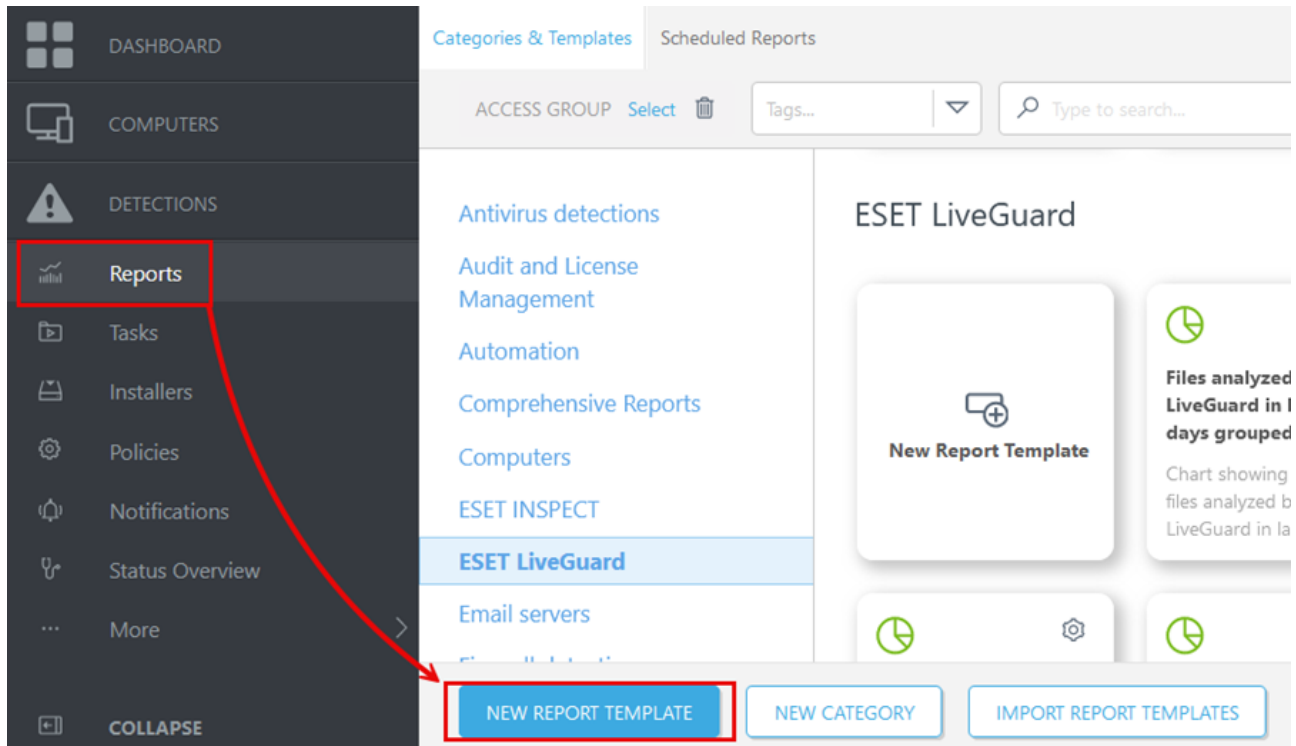 DASHBOARD
COMPUTERS
DETECTIONS
Reports
Tasks
Installers
Policies
Notifications
Status Overview
More
COLLAPSE
Categories & Templates
Scheduled Reports
ACCESS GROUP Select
Tags...
Type to search...
Antivirus detections
Audit and License
Management
Automation
Comprehensive Reports
Computers
ESET INSPECT
ESET LiveGuard
Email servers
ESET LiveGuard
New Report Template
Files analyzed
LiveGuard in
days grouped
Chart showing
files analyzed b
LiveGuard in la
NEW REPORT TEMPLATE
NEW CATEGORY
IMPORT REPORT TEMPLATES